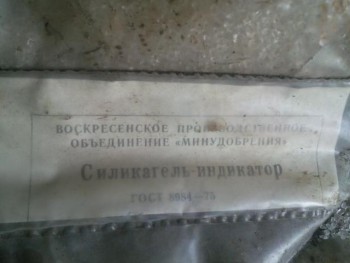 ВОСКРЕСЕНСКОЕ ПРОИЗВОДСТВЕННОЕ
ОБЪЕДИНЕНИЕ «МИНУДОБРЕНИЯ»
Силикагель-индикатор
ГОСТ 8984—75